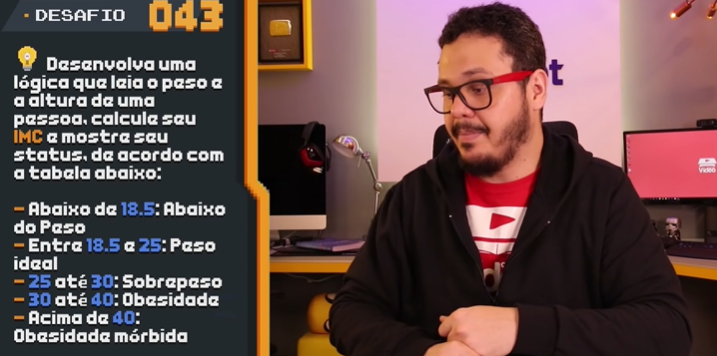 • DESAFIO 043
Desenvolva uma
lógica que leia o peso e
a altura de uma
pessoa, calcule seu
IMC e mostre seu
status, de acordo com
a tabela abaixo:
- Abaixo de 18.5: Abaixo
do Peso
- Entre 18.5 e 25: Peso
ideal
- 25 até 30: Sobrepeso
- 30 até 40: Obesidade
- Acima de 40:
Obesidade mórbida
Vídeo